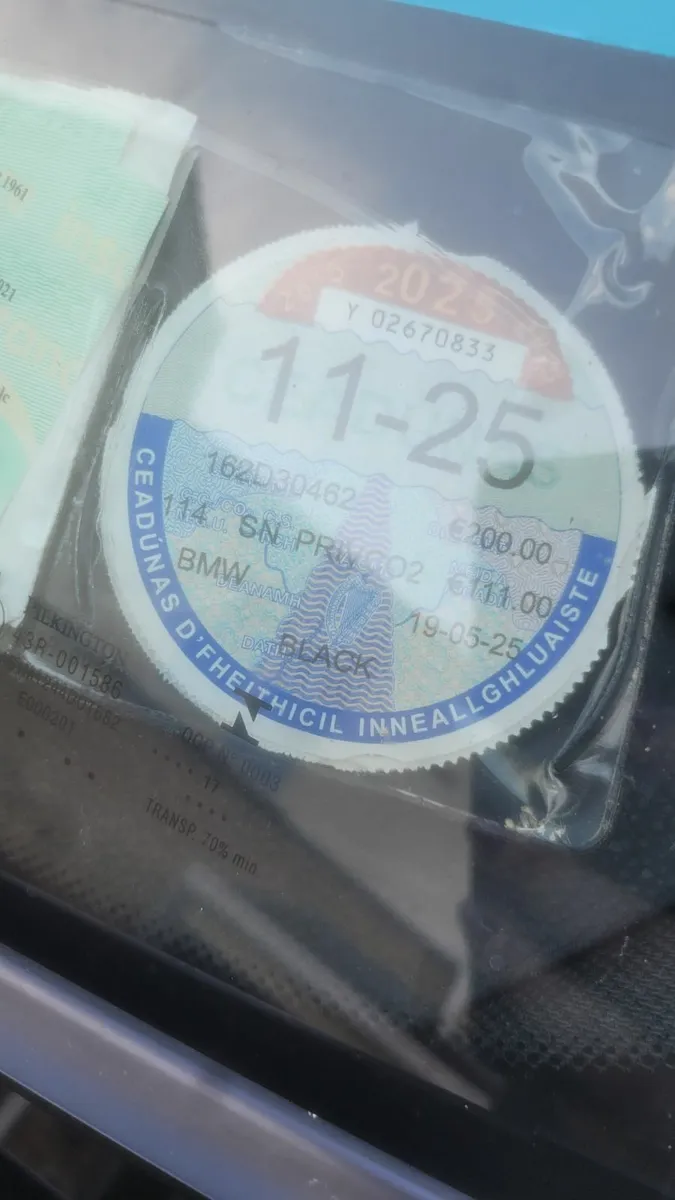 1961
2025
Y 02670833
11-25
162D30462
€200.00
114 SN PRIV
CO2 €111.00
BMW
19-05-25
BLACK
CEADÚNAS D'FHEITHICIL INNEALLGHLUAISTE
PILKINGTON
43R-001586
TRANSP. 70% min
17